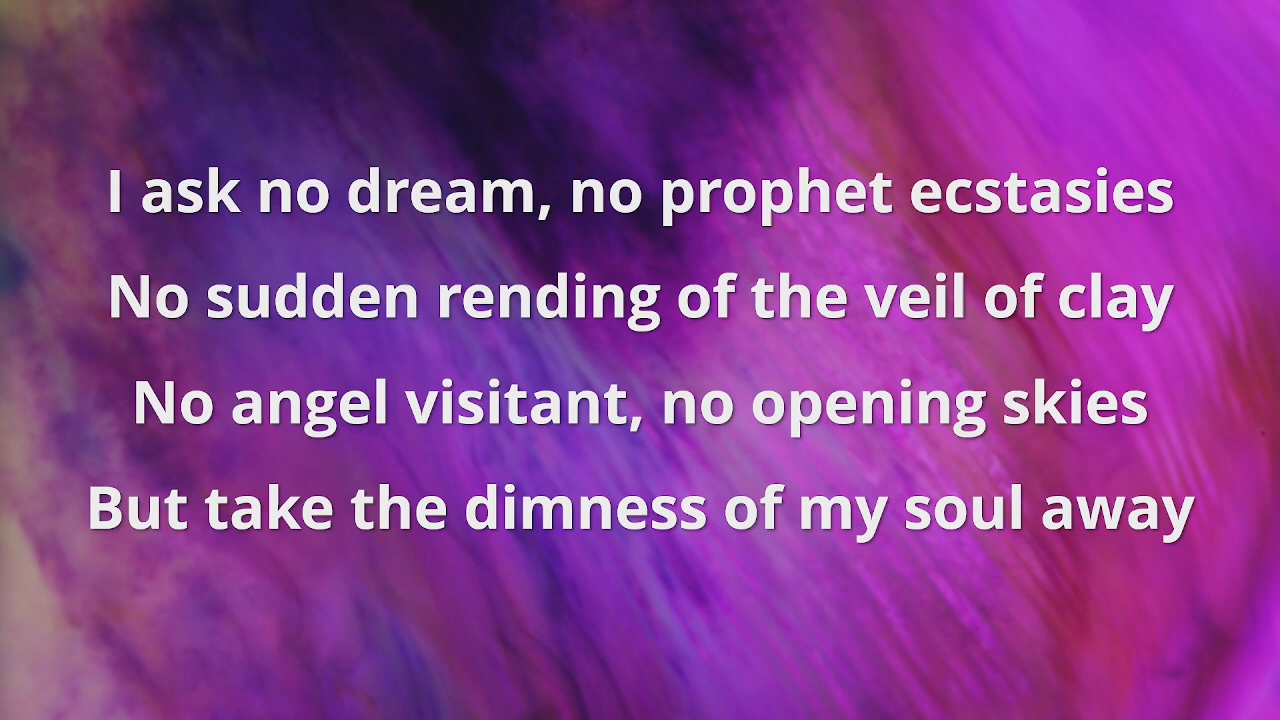 I ask no dream, no prophet ecstasies
No sudden rending of the veil of clay
No angel visitant, no opening skies
But take the dimness of my soul away